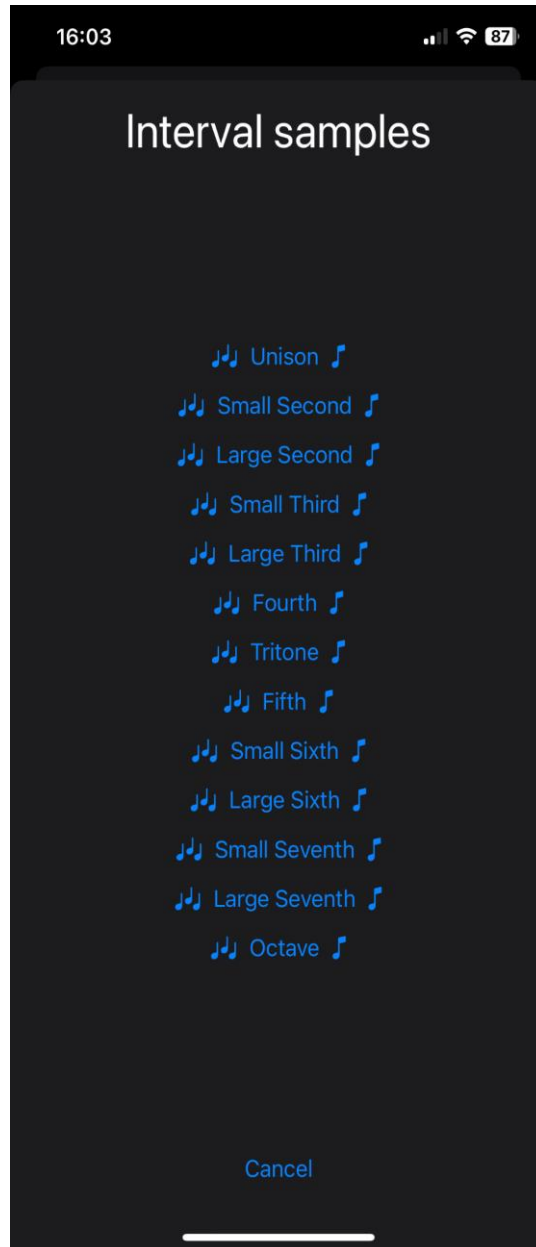 16:03 87
Interval samples
Unison
Small Second
Large Second
Small Third
Large Third
Fourth
Tritone
Fifth
Small Sixth
Large Sixth
Small Seventh
Large Seventh
Octave
Cancel